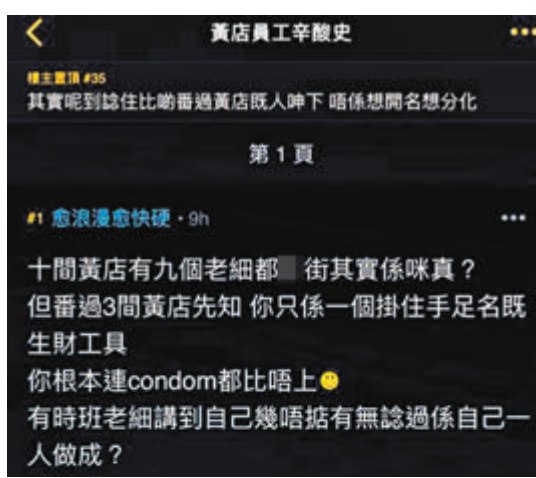 黃店員工辛酸史
樓主置頂 #35
其實呢到諗住比啲番過黃店既人呻下 唔係想開名想分化
第 1 頁
#1 愈浪漫愈快硬・9h
十間黃店有九個老細都 街其實係咪真？
但番過3間黃店先知 你只係一個掛住手足名既
生財工具
你根本連condom都比唔上
有時班老細講到自己幾唔掂有無諗過係自己一
人做成？